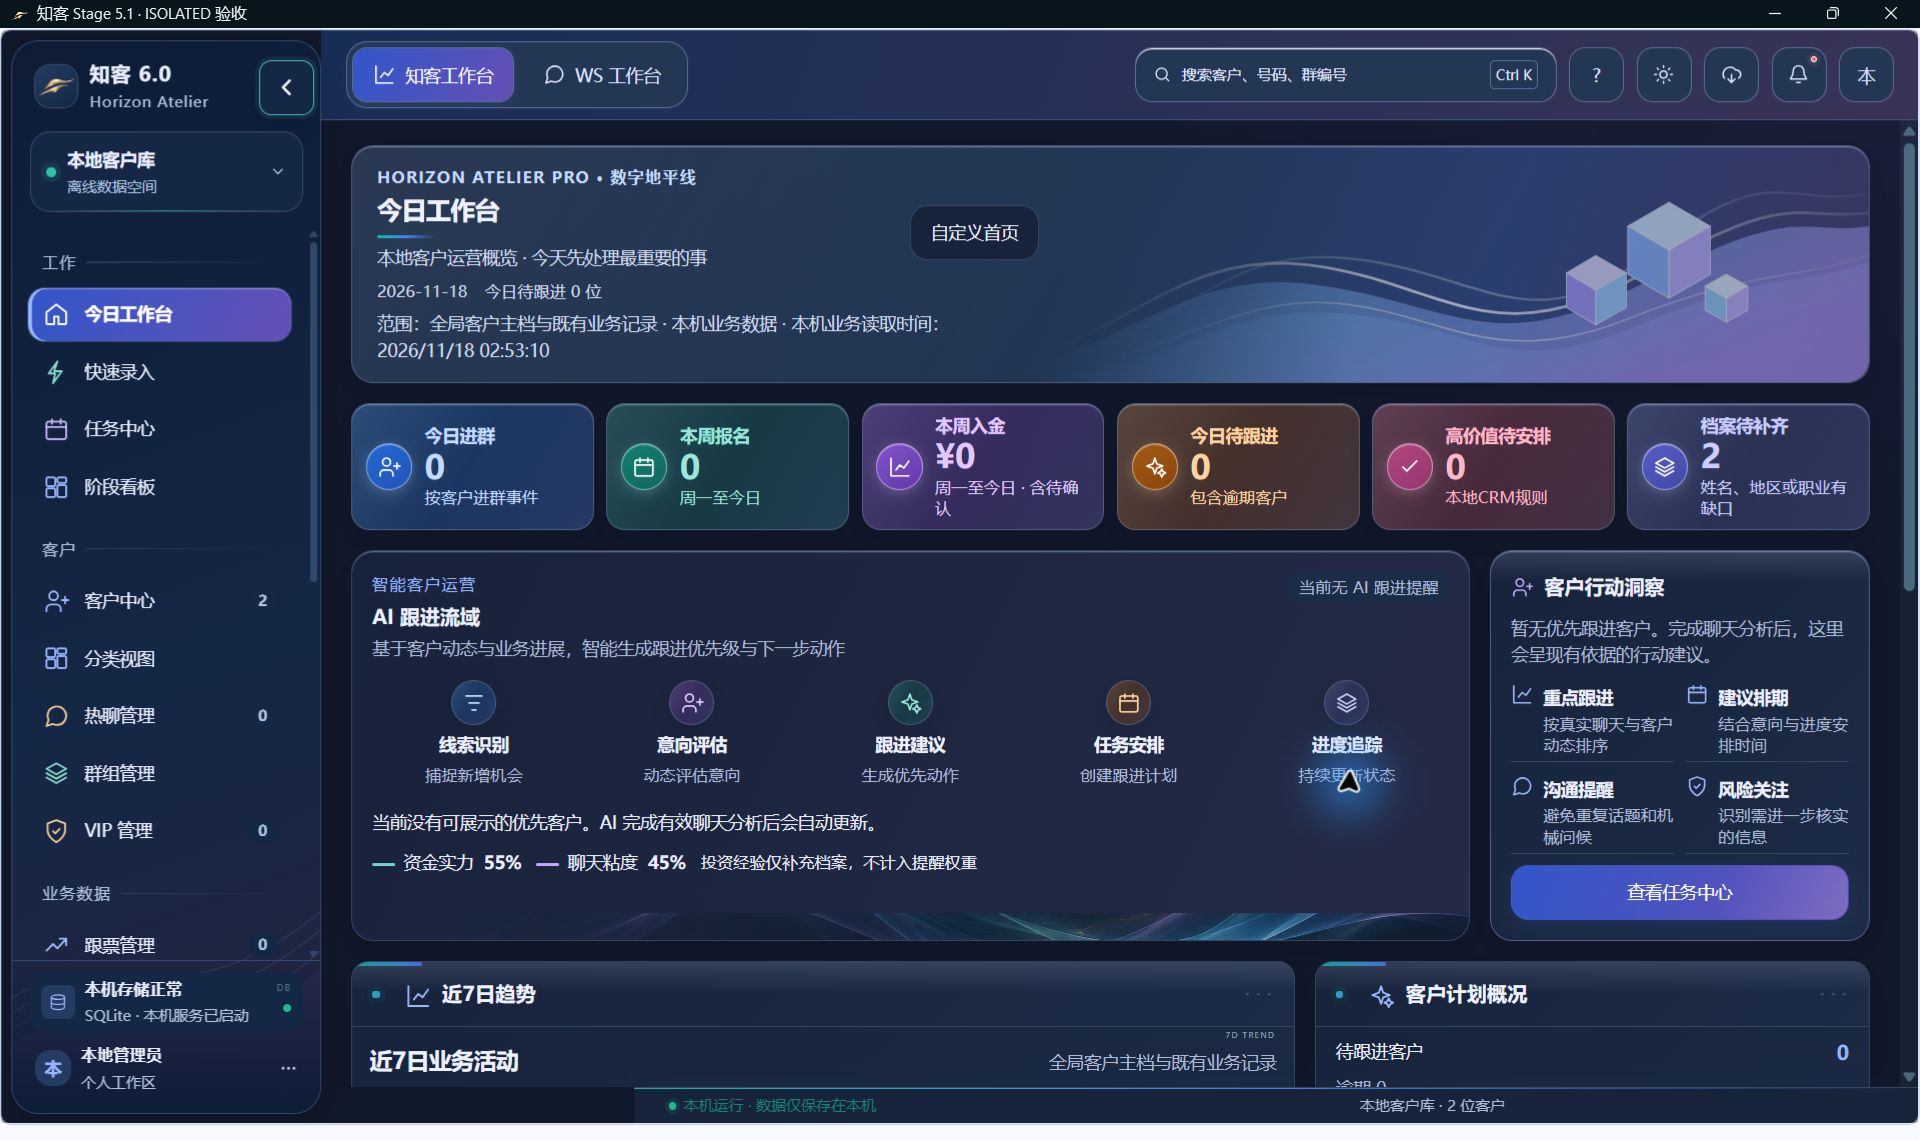 知客 Stage 5.1 · ISOLATED 验收
知客 6.0
Horizon Atelier
本地客户库
离线数据空间
工作
今日工作台
快速录入
任务中心
阶段看板
客户
客户中心 2
分类视图
热聊管理 0
群组管理
VIP 管理 0
业务数据
跟票管理 0
本机存储正常 DB
SQLite · 本机服务已启动
本 本地管理员
个人工作区
知客工作台
WS 工作台
搜索客户、号码、群编号 Ctrl K
?
本
HORIZON ATELIER PRO • 数字地平线
今日工作台
本地客户运营概览 · 今天先处理最重要的事
2026-11-18 今日待跟进 0 位
范围：全局客户主档与既有业务记录 · 本机业务数据 · 本机业务读取时间：
2026/11/18 02:53:10
自定义首页
今日进群
0
按客户进群事件
本周报名
0
周一至今日
本周入金
¥0
周一至今日 · 含待确
认
今日待跟进
0
包含逾期客户
高价值待安排
0
本地CRM规则
档案待补齐
2
姓名、地区或职业有
缺口
智能客户运营
AI 跟进流域
基于客户动态与业务进展，智能生成跟进优先级与下一步动作
当前无 AI 跟进提醒
线索识别
捕捉新增机会
意向评估
动态评估意向
跟进建议
生成优先动作
任务安排
创建跟进计划
进度追踪
持续更新状态
当前没有可展示的优先客户。AI 完成有效聊天分析后会自动更新。
资金实力 55% 聊天粘度 45% 投资经验仅补充档案，不计入提醒权重
客户行动洞察
暂无优先跟进客户。完成聊天分析后，这里
会呈现有依据的行动建议。
重点跟进
按真实聊天与客户
动态排序
建议排期
结合意向与进度安
排时间
沟通提醒
避免重复话题和机
械问候
风险关注
识别需进一步核实
的信息
查看任务中心
近7日趋势
7D TREND
近7日业务活动
全局客户主档与既有业务记录
客户计划概况
待跟进客户 0
逾期 0
本机运行 · 数据仅保存在本机
本地客户库 · 2 位客户